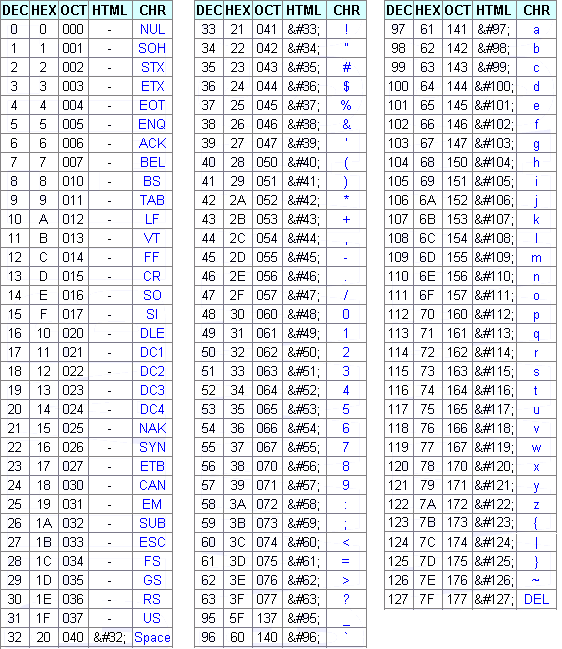 DEC HEX OCT HTML CHR
0 0 000 - NUL
1 1 001 - SOH
2 2 002 - STX
3 3 003 - ETX
4 4 004 - EOT
5 5 005 - ENQ
6 6 006 - ACK
7 7 007 - BEL
8 8 010 - BS
9 9 011 - TAB
10 A 012 - LF
11 B 013 - VT
12 C 014 - FF
13 D 015 - CR
14 E 016 - SO
15 F 017 - SI
16 10 020 - DLE
17 11 021 - DC1
18 12 022 - DC2
19 13 023 - DC3
20 14 024 - DC4
21 15 025 - NAK
22 16 026 - SYN
23 17 027 - ETB
24 18 030 - CAN
25 19 031 - EM
26 1A 032 - SUB
27 1B 033 - ESC
28 1C 034 - FS
29 1D 035 - GS
30 1E 036 - RS
31 1F 037 - US
32 20 040 &#32; Space
DEC HEX OCT HTML CHR
33 21 041 &#33; !
34 22 042 &#34; "
35 23 043 &#35; #
36 24 044 &#36; $
37 25 045 &#37; %
38 26 046 &#38; &
39 27 047 &#39; '
40 28 050 &#40; (
41 29 051 &#41; )
42 2A 052 &#42; *
43 2B 053 &#43; +
44 2C 054 &#44; ,
45 2D 055 &#45; -
46 2E 056 &#46; .
47 2F 057 &#47; /
48 30 060 &#48; 0
49 31 061 &#49; 1
50 32 062 &#50; 2
51 33 063 &#51; 3
52 34 064 &#52; 4
53 35 065 &#53; 5
54 36 066 &#54; 6
55 37 067 &#55; 7
56 38 070 &#56; 8
57 39 071 &#57; 9
58 3A 072 &#58; :
59 3B 073 &#59; ;
60 3C 074 &#60; <
61 3D 075 &#61; =
62 3E 076 &#62; >
63 3F 077 &#63; ?
95 5F 137 &#95; _
96 60 140 &#96; `
DEC HEX OCT HTML CHR
97 61 141 &#97; a
98 62 142 &#98; b
99 63 143 &#99; c
100 64 144 &#100; d
101 65 145 &#101; e
102 66 146 &#102; f
103 67 147 &#103; g
104 68 150 &#104; h
105 69 151 &#105; i
106 6A 152 &#106; j
107 6B 153 &#107; k
108 6C 154 &#108; l
109 6D 155 &#109; m
110 6E 156 &#110; n
111 6F 157 &#111; o
112 70 160 &#112; p
113 71 161 &#113; q
114 72 162 &#114; r
115 73 163 &#115; s
116 74 164 &#116; t
117 75 165 &#117; u
118 76 166 &#118; v
119 77 167 &#119; w
120 78 170 &#120; x
121 79 171 &#121; y
122 7A 172 &#122; z
123 7B 173 &#123; {
124 7C 174 &#124; |
125 7D 175 &#125; }
126 7E 176 &#126; ~
127 7F 177 &#127; DEL